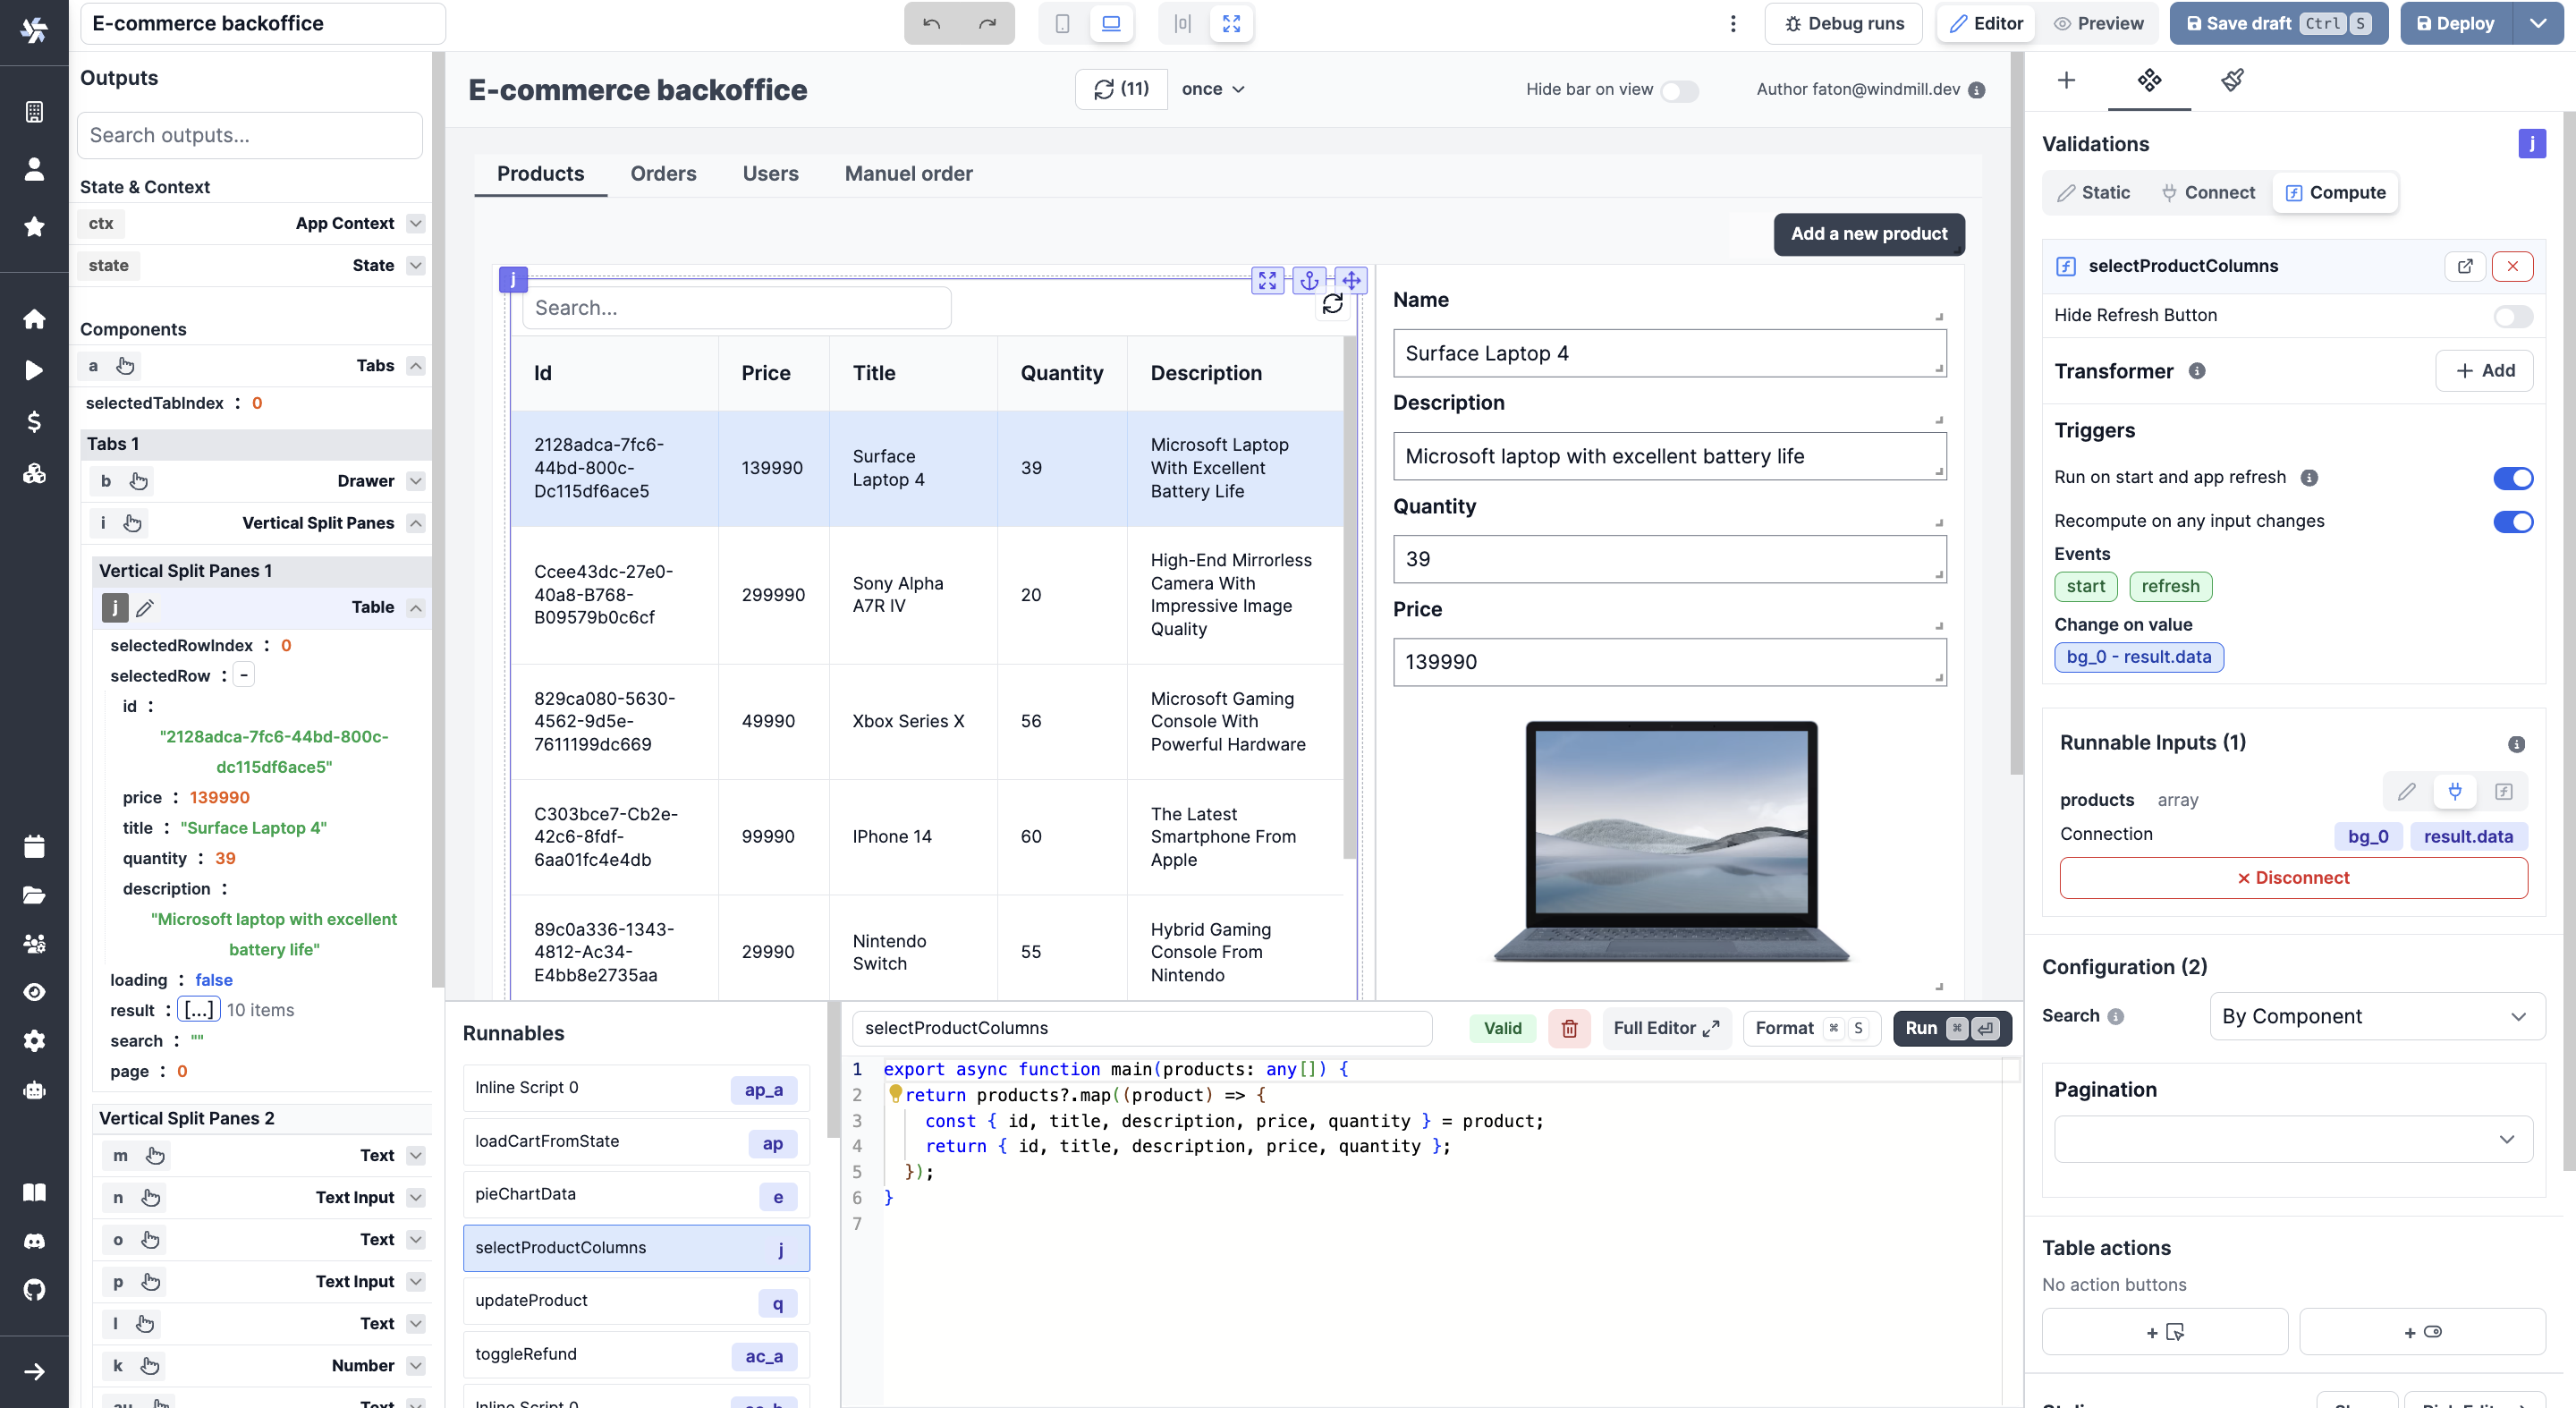 E-commerce backoffice
Debug runs
Editor
Preview
Save draft Ctrl S
Deploy
Outputs
Search outputs...
State & Context
ctx App Context
state State
Components
a Tabs
selectedTabIndex : 0
Tabs 1
b Drawer
i Vertical Split Panes
Vertical Split Panes 1
j Table
selectedRowIndex : 0
selectedRow : -
id :
"2128adca-7fc6-44bd-800c-
dc115df6ace5"
price : 139990
title : "Surface Laptop 4"
quantity : 39
description :
"Microsoft laptop with excellent
battery life"
loading : false
result : [...] 10 items
search : ""
page : 0
Vertical Split Panes 2
m Text
n Text Input
o Text
p Text Input
l Text
k Number
E-commerce backoffice
(11) once
Hide bar on view
Author faton@windmill.dev
Products Orders Users Manuel order
Add a new product
j
Search...
Id Price Title Quantity Description
2128adca-7fc6-
44bd-800c-
Dc115df6ace5
139990
Surface
Laptop 4
39
Microsoft Laptop
With Excellent
Battery Life
Ccee43dc-27e0-
40a8-B768-
B09579b0c6cf
299990
Sony Alpha
A7R IV
20
High-End Mirrorless
Camera With
Impressive Image
Quality
829ca080-5630-
4562-9d5e-
7611199dc669
49990
Xbox Series X
56
Microsoft Gaming
Console With
Powerful Hardware
C303bce7-Cb2e-
42c6-8fdf-
6aa01fc4e4db
99990
IPhone 14
60
The Latest
Smartphone From
Apple
89c0a336-1343-
4812-Ac34-
E4bb8e2735aa
29990
Nintendo
Switch
55
Hybrid Gaming
Console From
Nintendo
Name
Surface Laptop 4
Description
Microsoft laptop with excellent battery life
Quantity
39
Price
139990
Runnables
Inline Script 0 ap_a
loadCartFromState ap
pieChartData e
selectProductColumns j
updateProduct q
toggleRefund ac_a
Inline Script 0
selectProductColumns
Valid
Full Editor
Format ⌘ S
Run ⌘
1 export async function main(products: any[]) {
2 return products?.map((product) => {
3 const { id, title, description, price, quantity } = product;
4 return { id, title, description, price, quantity };
5 });
6 }
7
Validations j
Static Connect Compute
selectProductColumns
Hide Refresh Button
Transformer
Add
Triggers
Run on start and app refresh
Recompute on any input changes
Events
start refresh
Change on value
bg_0 - result.data
Runnable Inputs (1)
products array
Connection bg_0 result.data
Disconnect
Configuration (2)
Search By Component
Pagination
Table actions
No action buttons